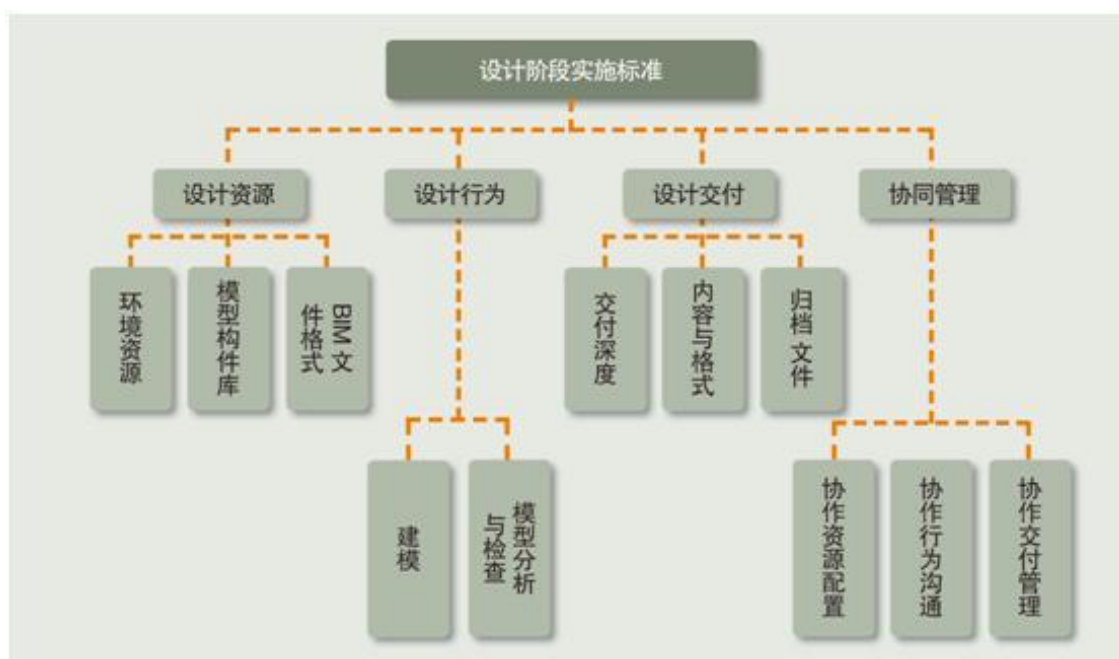 设计阶段实施标准
设计资源
设计行为
设计交付
协同管理
环境资源
模型构件库
BIM 文
件格式
交付深度
内容与格式
归档 文件
建模
模型分析
与检查
协作资源配置
协作行为沟通
协作交付管理